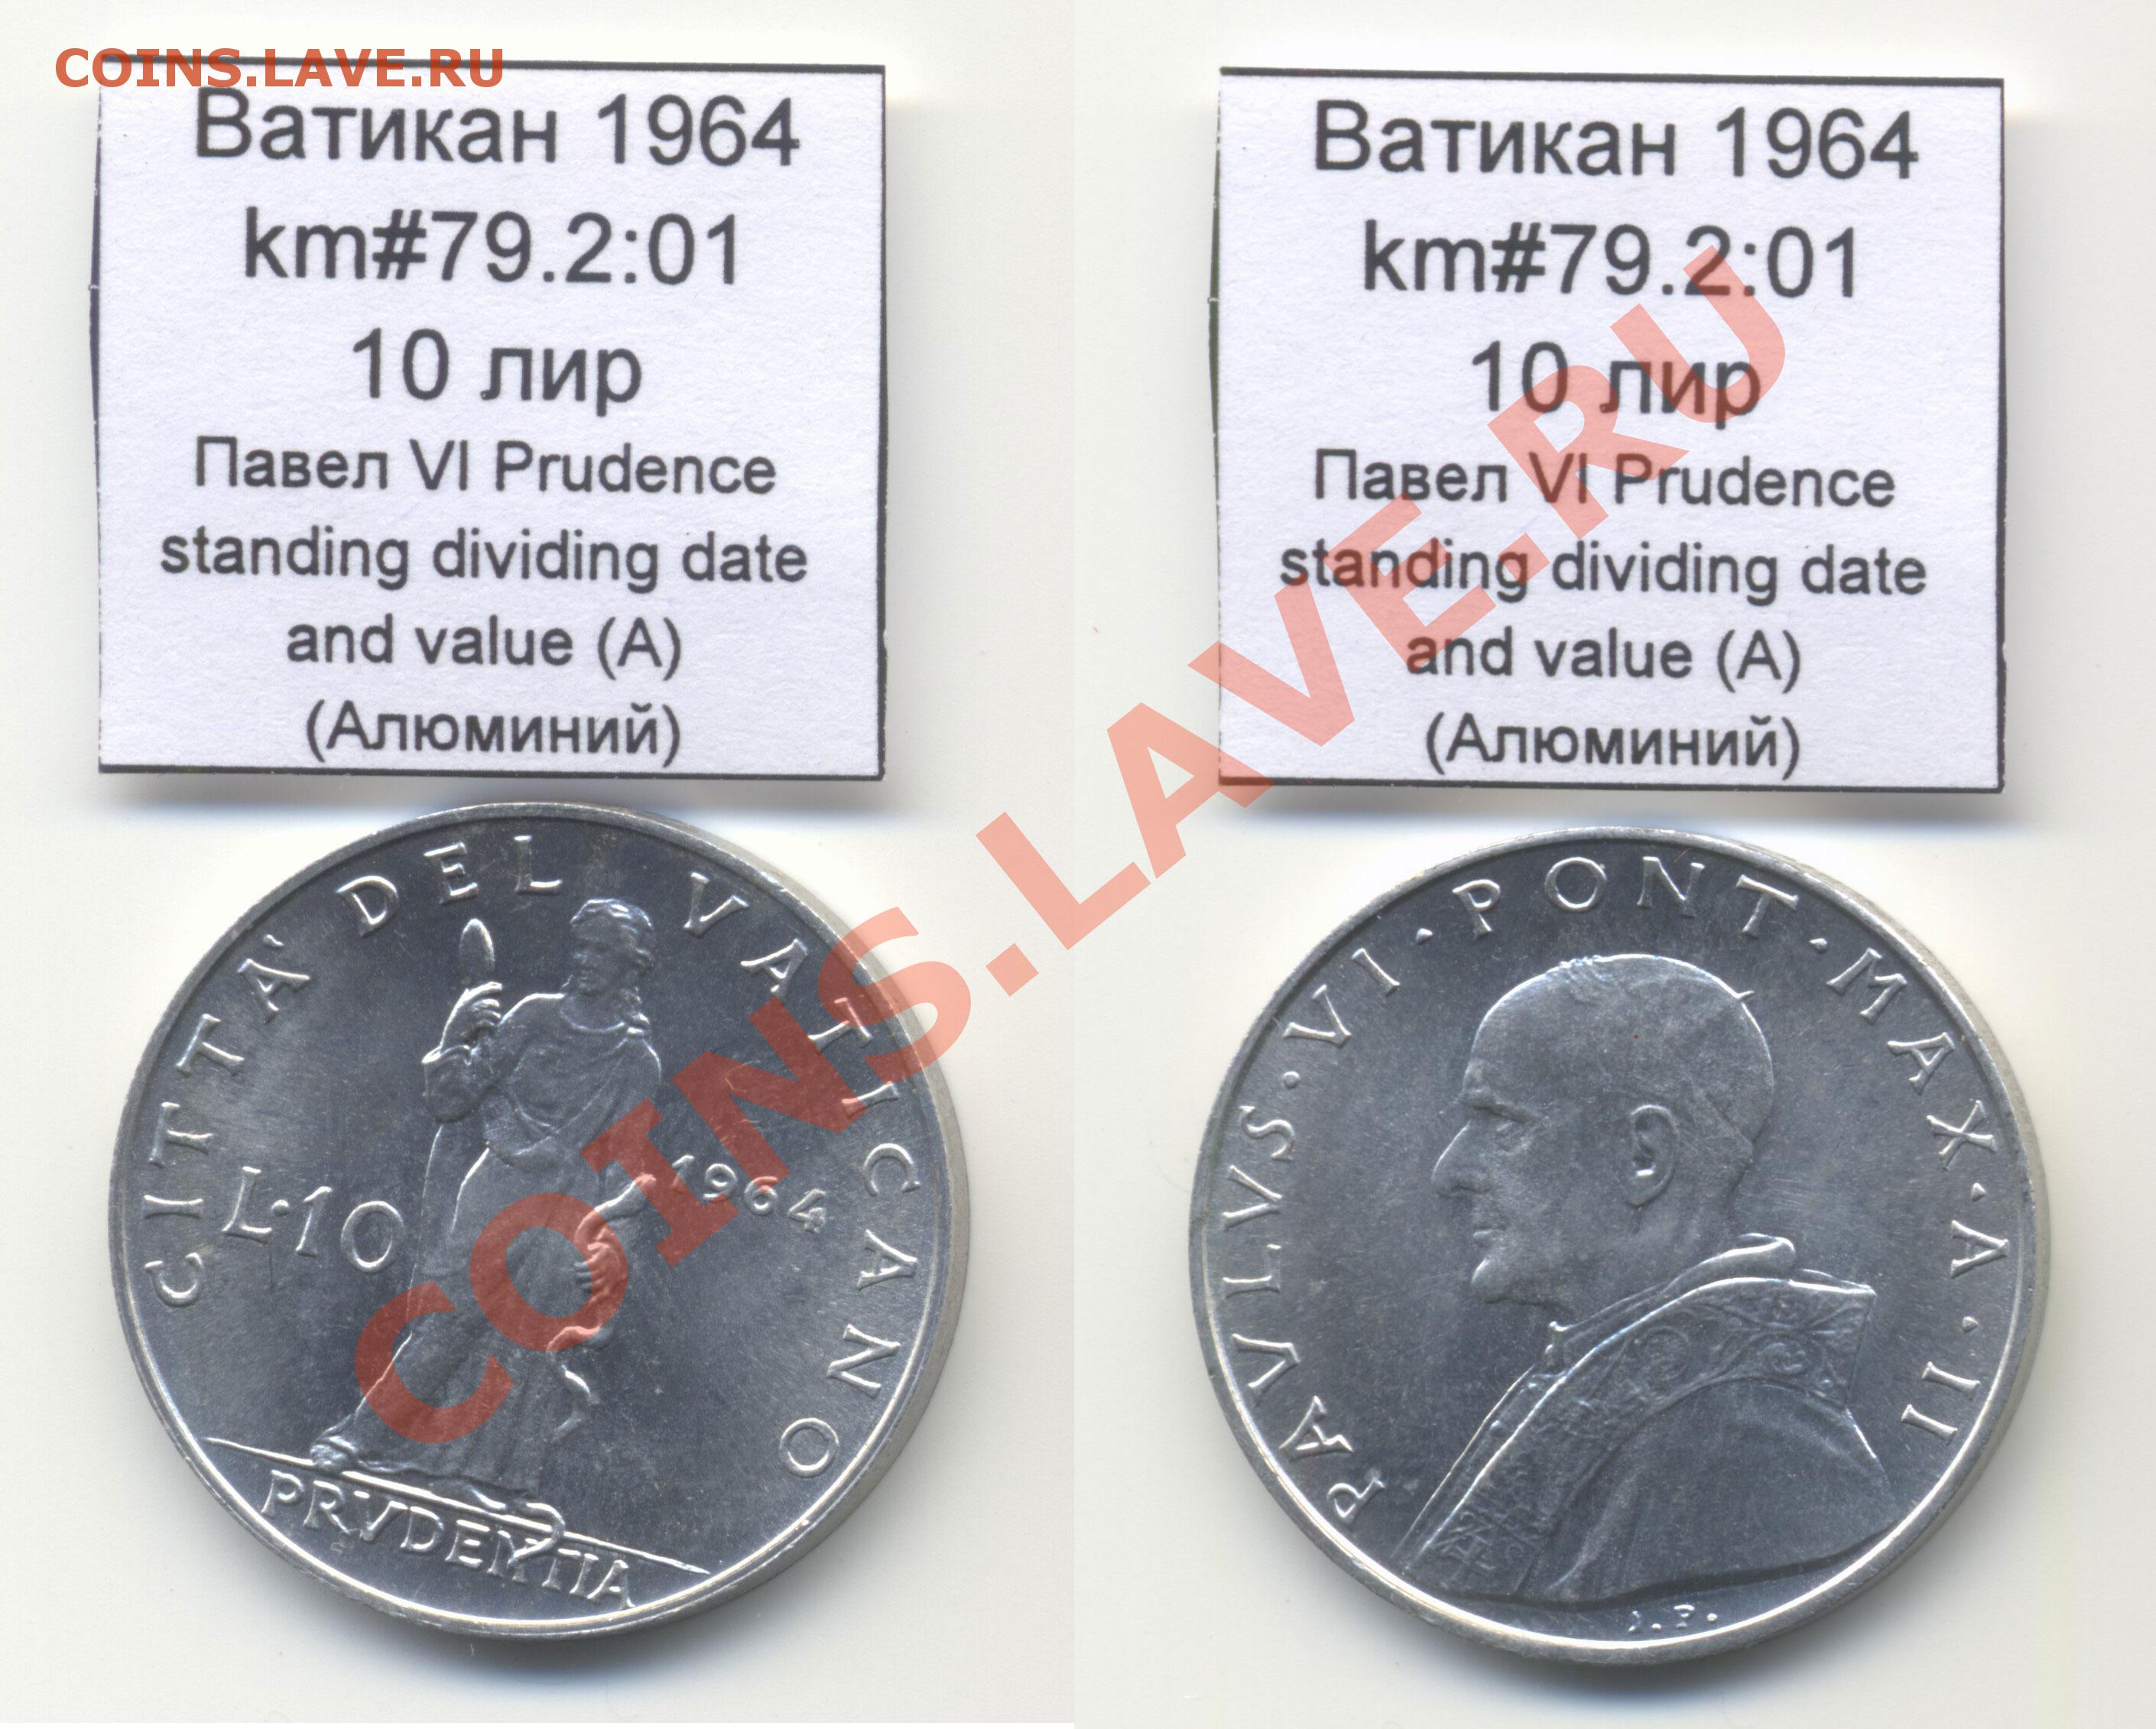 COINS.LAVE.RU
Ватикан 1964
km#79.2:01
10 лир
Павел VI Prudence
standing dividing date
and value (A)
(Алюминий)
CITTA' DEL VATICANO
L·10
1964
PRVDENTIA
Ватикан 1964
km#79.2:01
10 лир
Павел VI Prudence
standing dividing date
and value (A)
(Алюминий)
PAVLVS·VI·PONT·MAX·A·II
COINS.LAVE.RU